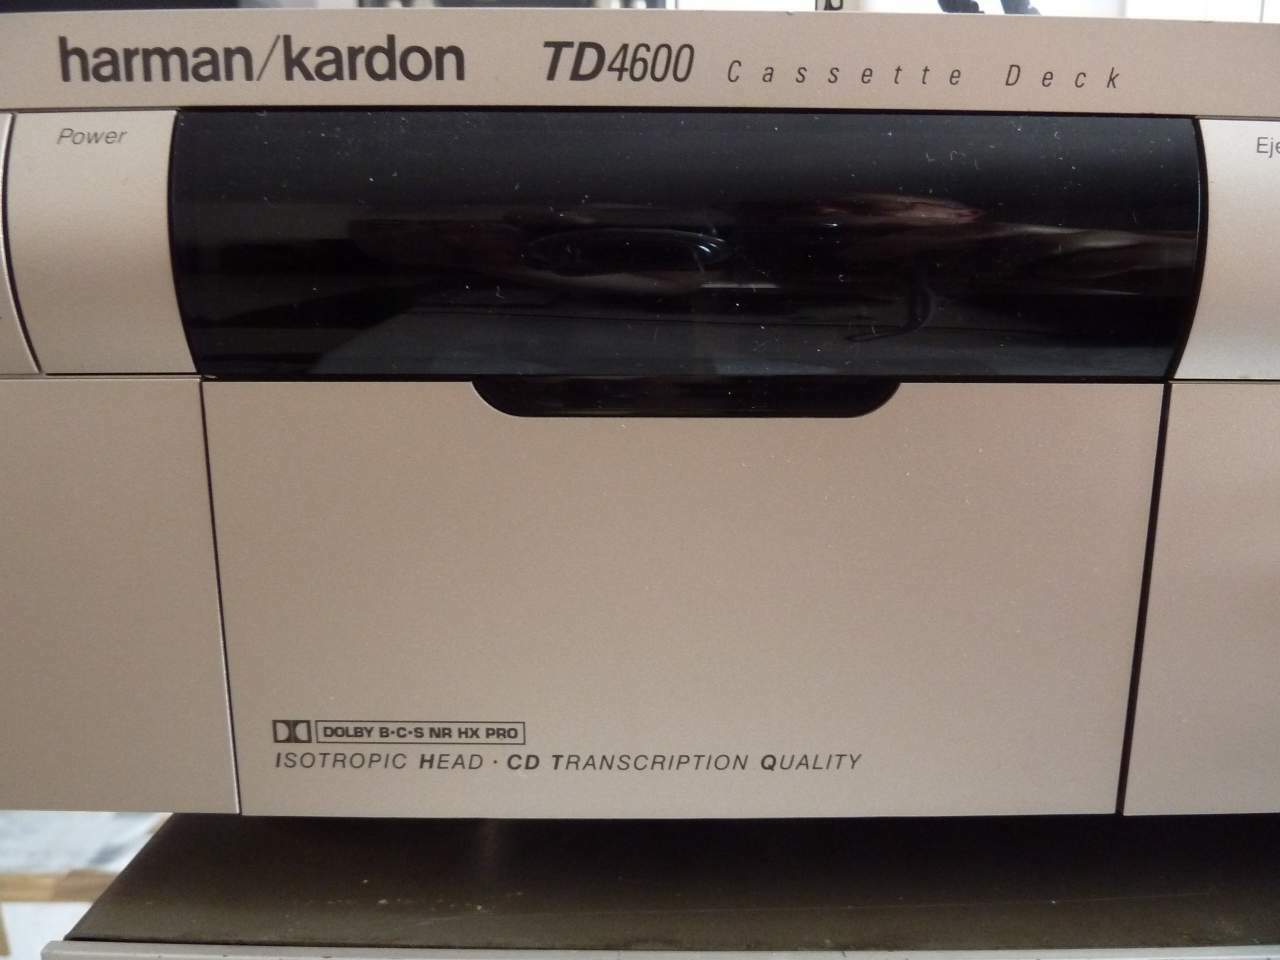 harman/kardon TD4600 Cassette Deck
Power
DOLBY B·C·S NR HX PRO
ISOTROPIC HEAD · CD TRANSCRIPTION QUALITY